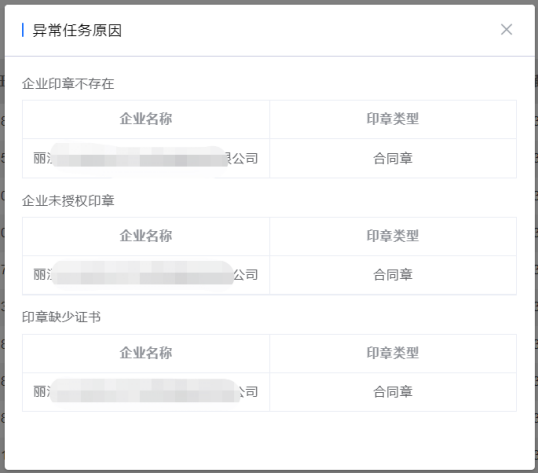 异常任务原因
企业印章不存在
企业名称 印章类型
丽 限公司 合同章
企业未授权印章
企业名称 印章类型
丽 公司 合同章
印章缺少证书
企业名称 印章类型
丽 公司 合同章